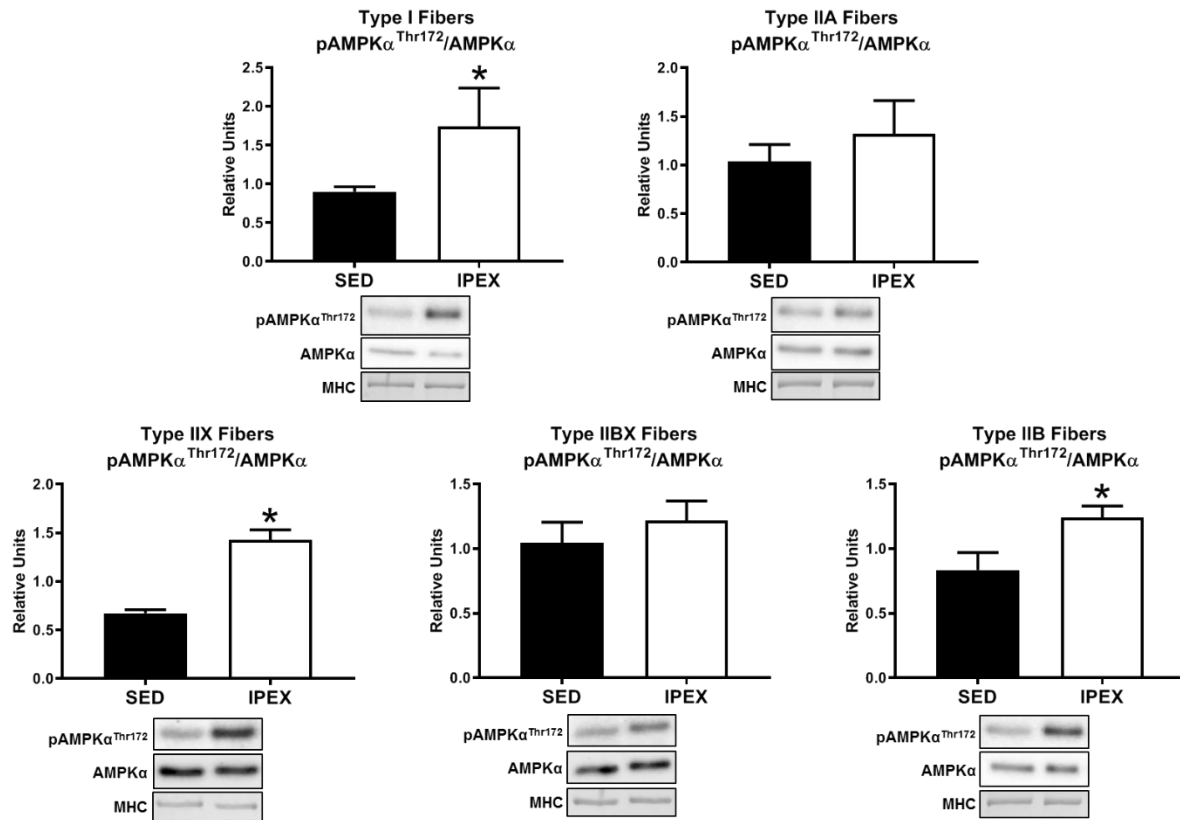 Type I Fibers
pAMPKα^Thr172/AMPKα
Relative Units
2.5
2.0
1.5
1.0
0.5
0.0
*
SED IPEX
pAMPKα^Thr172
AMPKα
MHC
Type IIA Fibers
pAMPKα^Thr172/AMPKα
Relative Units
2.0
1.5
1.0
0.5
0.0
SED IPEX
pAMPKα^Thr172
AMPKα
MHC
Type IIX Fibers
pAMPKα^Thr172/AMPKα
Relative Units
2.0
1.5
1.0
0.5
0.0
*
SED IPEX
pAMPKα^Thr172
AMPKα
MHC
Type IIBX Fibers
pAMPKα^Thr172/AMPKα
Relative Units
1.5
1.0
0.5
0.0
SED IPEX
pAMPKα^Thr172
AMPKα
MHC
Type IIB Fibers
pAMPKα^Thr172/AMPKα
Relative Units
1.5
1.0
0.5
0.0
*
SED IPEX
pAMPKα^Thr172
AMPKα
MHC